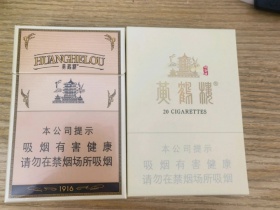 HUANGHELOU
黄鹤楼
本公司提示
吸烟有害健康
请勿在禁烟场所吸烟
1916
黄鹤楼
20 CIGARETTES
本公司提示
吸烟有害健康
请勿在禁烟场所吸烟